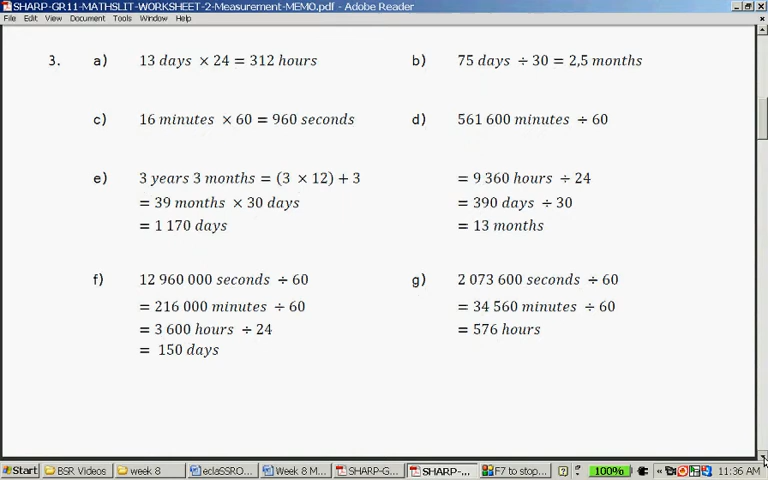 SHARP-GR11-MATHSLIT-WORKSHEET-2-Measurement-MEMO.pdf - Adobe Reader
File Edit View Document Tools Window Help
3. a) 13 days × 24 = 312 hours b) 75 days ÷ 30 = 2,5 months
c) 16 minutes × 60 = 960 seconds d) 561 600 minutes ÷ 60
e) 3 years 3 months = (3 × 12) + 3 = 9 360 hours ÷ 24
= 39 months × 30 days = 390 days ÷ 30
= 1 170 days = 13 months
f) 12 960 000 seconds ÷ 60 g) 2 073 600 seconds ÷ 60
= 216 000 minutes ÷ 60 = 34 560 minutes ÷ 60
= 3 600 hours ÷ 24 = 576 hours
= 150 days
Start BSR Videos week 8 eclaSSRO... Week 8 M... SHARP-G... SHARP-... F7 to stop... 100% 11:36 AM